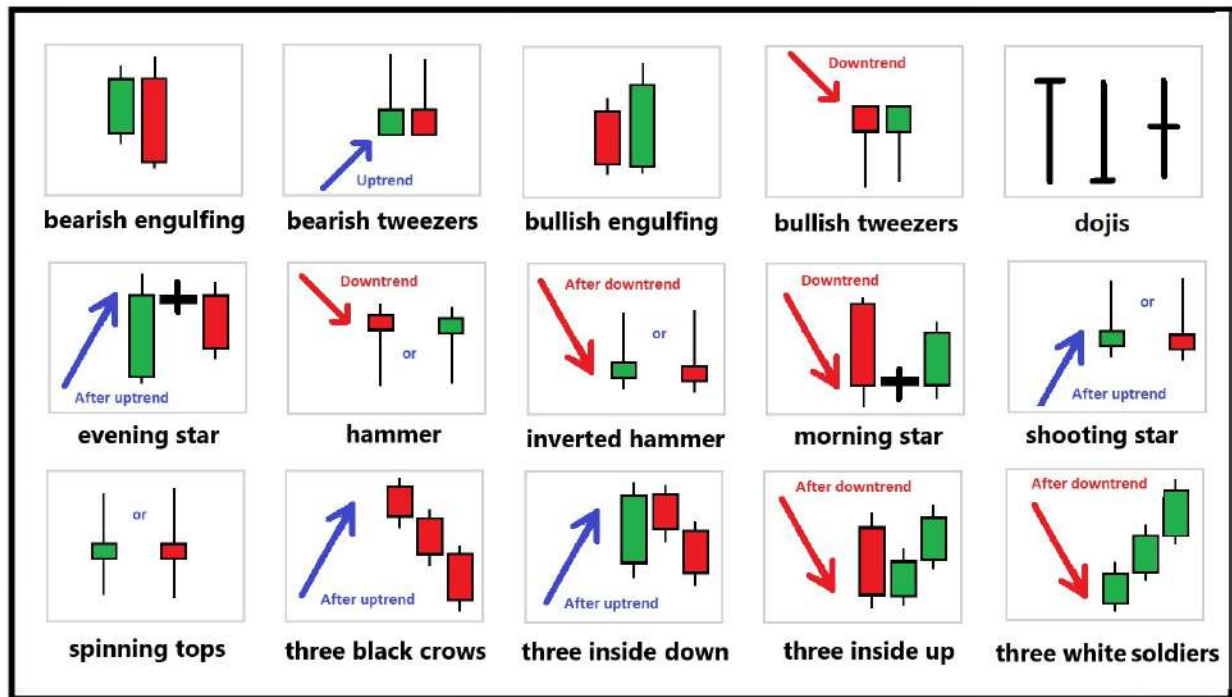 Uptrend
Downtrend
bearish engulfing
bearish tweezers
bullish engulfing
bullish tweezers
dojis
After uptrend
Downtrend
or
After downtrend
or
Downtrend
or
After uptrend
evening star
hammer
inverted hammer
morning star
shooting star
or
After uptrend
After uptrend
After downtrend
After downtrend
spinning tops
three black crows
three inside down
three inside up
three white soldiers